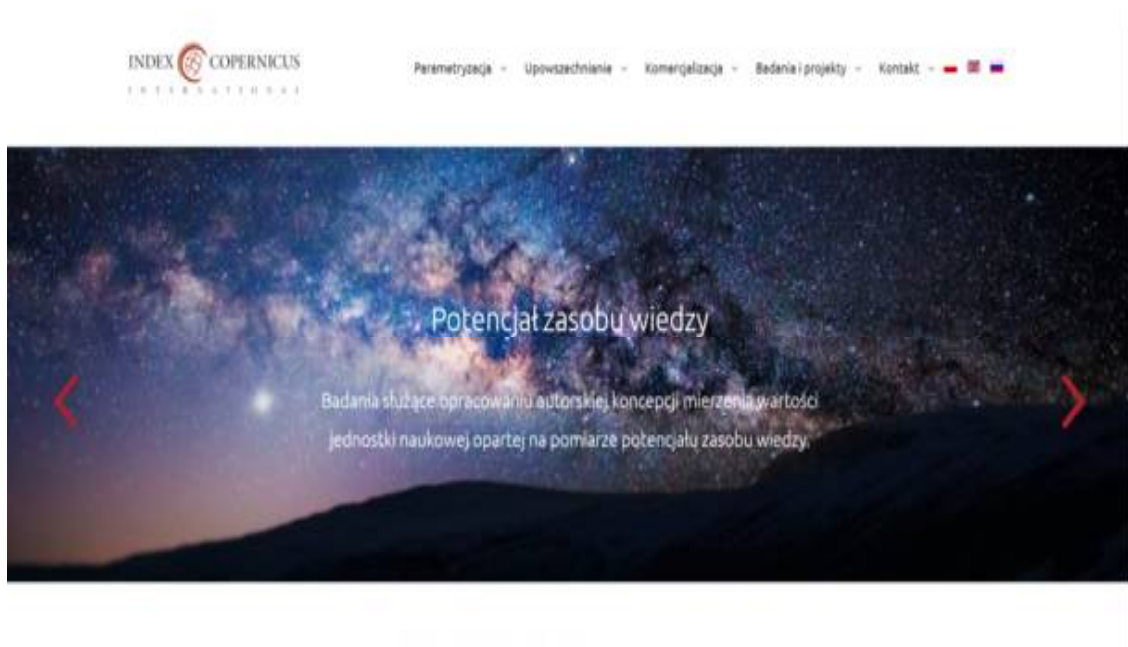 INDEX COPERNICUS
INTERNATIONAL
Parametryzacja Upowszechnianie Komercjalizacja Badania i projekty Kontakt
Potencjał zasobu wiedzy
Badania służące opracowaniu autorskiej koncepcji mierzenia wartości
jednostki naukowej opartej na pomiarze potencjału zasobu wiedzy.